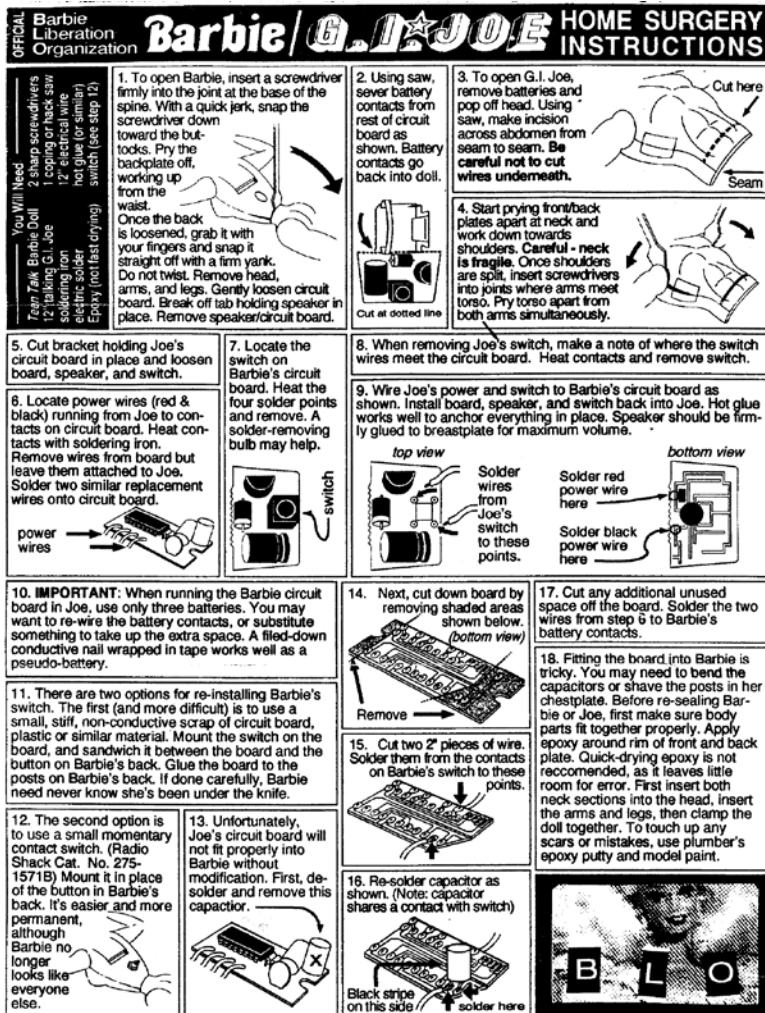 OFFICIAL
Barbie
Liberation
Organization
Barbie/G.I.JOE
HOME SURGERY
INSTRUCTIONS
You Will Need
Teen Talk Barbie Doll
12" talking G.I. Joe
soldering iron
electric solder
Epoxy (not fast drying)
2 sharp screwdrivers
1 coping or hack saw
12" electrical wire
hot glue (or similar)
switch (see step 12)
1. To open Barbie, insert a screwdriver
firmly into the joint at the base of the
spine. With a quick jerk, snap the
screwdriver down
toward the but-
tocks. Pry the
backplate off,
working up
from the
waist.
Once the back
is loosened, grab it with
your fingers and snap it
straight off with a firm yank.
Do not twist. Remove head,
arms, and legs. Gently loosen circuit
board. Break off tab holding speaker in
place. Remove speaker/circuit board.
2. Using saw,
sever battery
contacts from
rest of circuit
board as
shown. Battery
contacts go
back into doll.
Cut at dotted line
3. To open G.I. Joe,
remove batteries and
pop off head. Using
saw, make incision
across abdomen from
seam to seam. Be
careful not to cut
wires underneath.
Cut here
Seam
4. Start prying front/back
plates apart at neck and
work down towards
shoulders. Careful - neck
is fragile. Once shoulders
are split, insert screwdrivers
into joints where arms meet
torso. Pry torso apart from
both arms simultaneously.
5. Cut bracket holding Joe's
circuit board in place and loosen
board, speaker, and switch.
6. Locate power wires (red &
black) running from Joe to con-
tacts on circuit board. Heat con-
tacts with soldering iron.
Remove wires from board but
leave them attached to Joe.
Solder two similar replacement
wires onto circuit board.
power
wires
7. Locate the
switch on
Barbie's circuit
board. Heat the
four solder points
and remove. A
solder-removing
bulb may help.
switch
8. When removing Joe's switch, make a note of where the switch
wires meet the circuit board. Heat contacts and remove switch.
9. Wire Joe's power and switch to Barbie's circuit board as
shown. Install board, speaker, and switch back into Joe. Hot glue
works well to anchor everything in place. Speaker should be firm-
ly glued to breastplate for maximum volume.
top view
Solder
wires
from
Joe's
switch
to these
points.
bottom view
Solder red
power wire
here
Solder black
power wire
here
10. IMPORTANT: When running the Barbie circuit
board in Joe, use only three batteries. You may
want to re-wire the battery contacts, or substitute
something to take up the extra space. A filed-down
conductive nail wrapped in tape works well as a
pseudo-battery.
11. There are two options for re-installing Barbie's
switch. The first (and more difficult) is to use a
small, stiff, non-conductive scrap of circuit board,
plastic or similar material. Mount the switch on the
board, and sandwich it between the board and the
button on Barbie's back. Glue the board to the
posts on Barbie's back. If done carefully, Barbie
need never know she's been under the knife.
12. The second option is
to use a small momentary
contact switch. (Radio
Shack Cat. No. 275-
1571B) Mount it in place
of the button in Barbie's
back. It's easier and more
permanent,
although
Barbie no
longer
looks like
everyone
else.
13. Unfortunately,
Joe's circuit board will
not fit properly into
Barbie without
modification. First, de-
solder and remove this
capactior.
X
14. Next, cut down board by
removing shaded areas
shown below.
(bottom view)
Remove
15. Cut two 2" pieces of wire.
Solder them from the contacts
on Barbie's switch to these
points.
16. Re-solder capacitor as
shown. (Note: capacitor
shares a contact with switch)
Black stripe
on this side
solder here
17. Cut any additional unused
space off the board. Solder the two
wires from step 6 to Barbie's
battery contacts.
18. Fitting the board into Barbie is
tricky. You may need to bend the
capacitors or shave the posts in her
chestplate. Before re-sealing Bar-
bie or Joe, first make sure body
parts fit together properly. Apply
epoxy around rim of front and back
plate. Quick-drying epoxy is not
reccomended, as it leaves little
room for error. First insert both
neck sections into the head, insert
the arms and legs, then clamp the
doll together. To touch up any
scars or mistakes, use plumber's
epoxy putty and model paint.
B L O